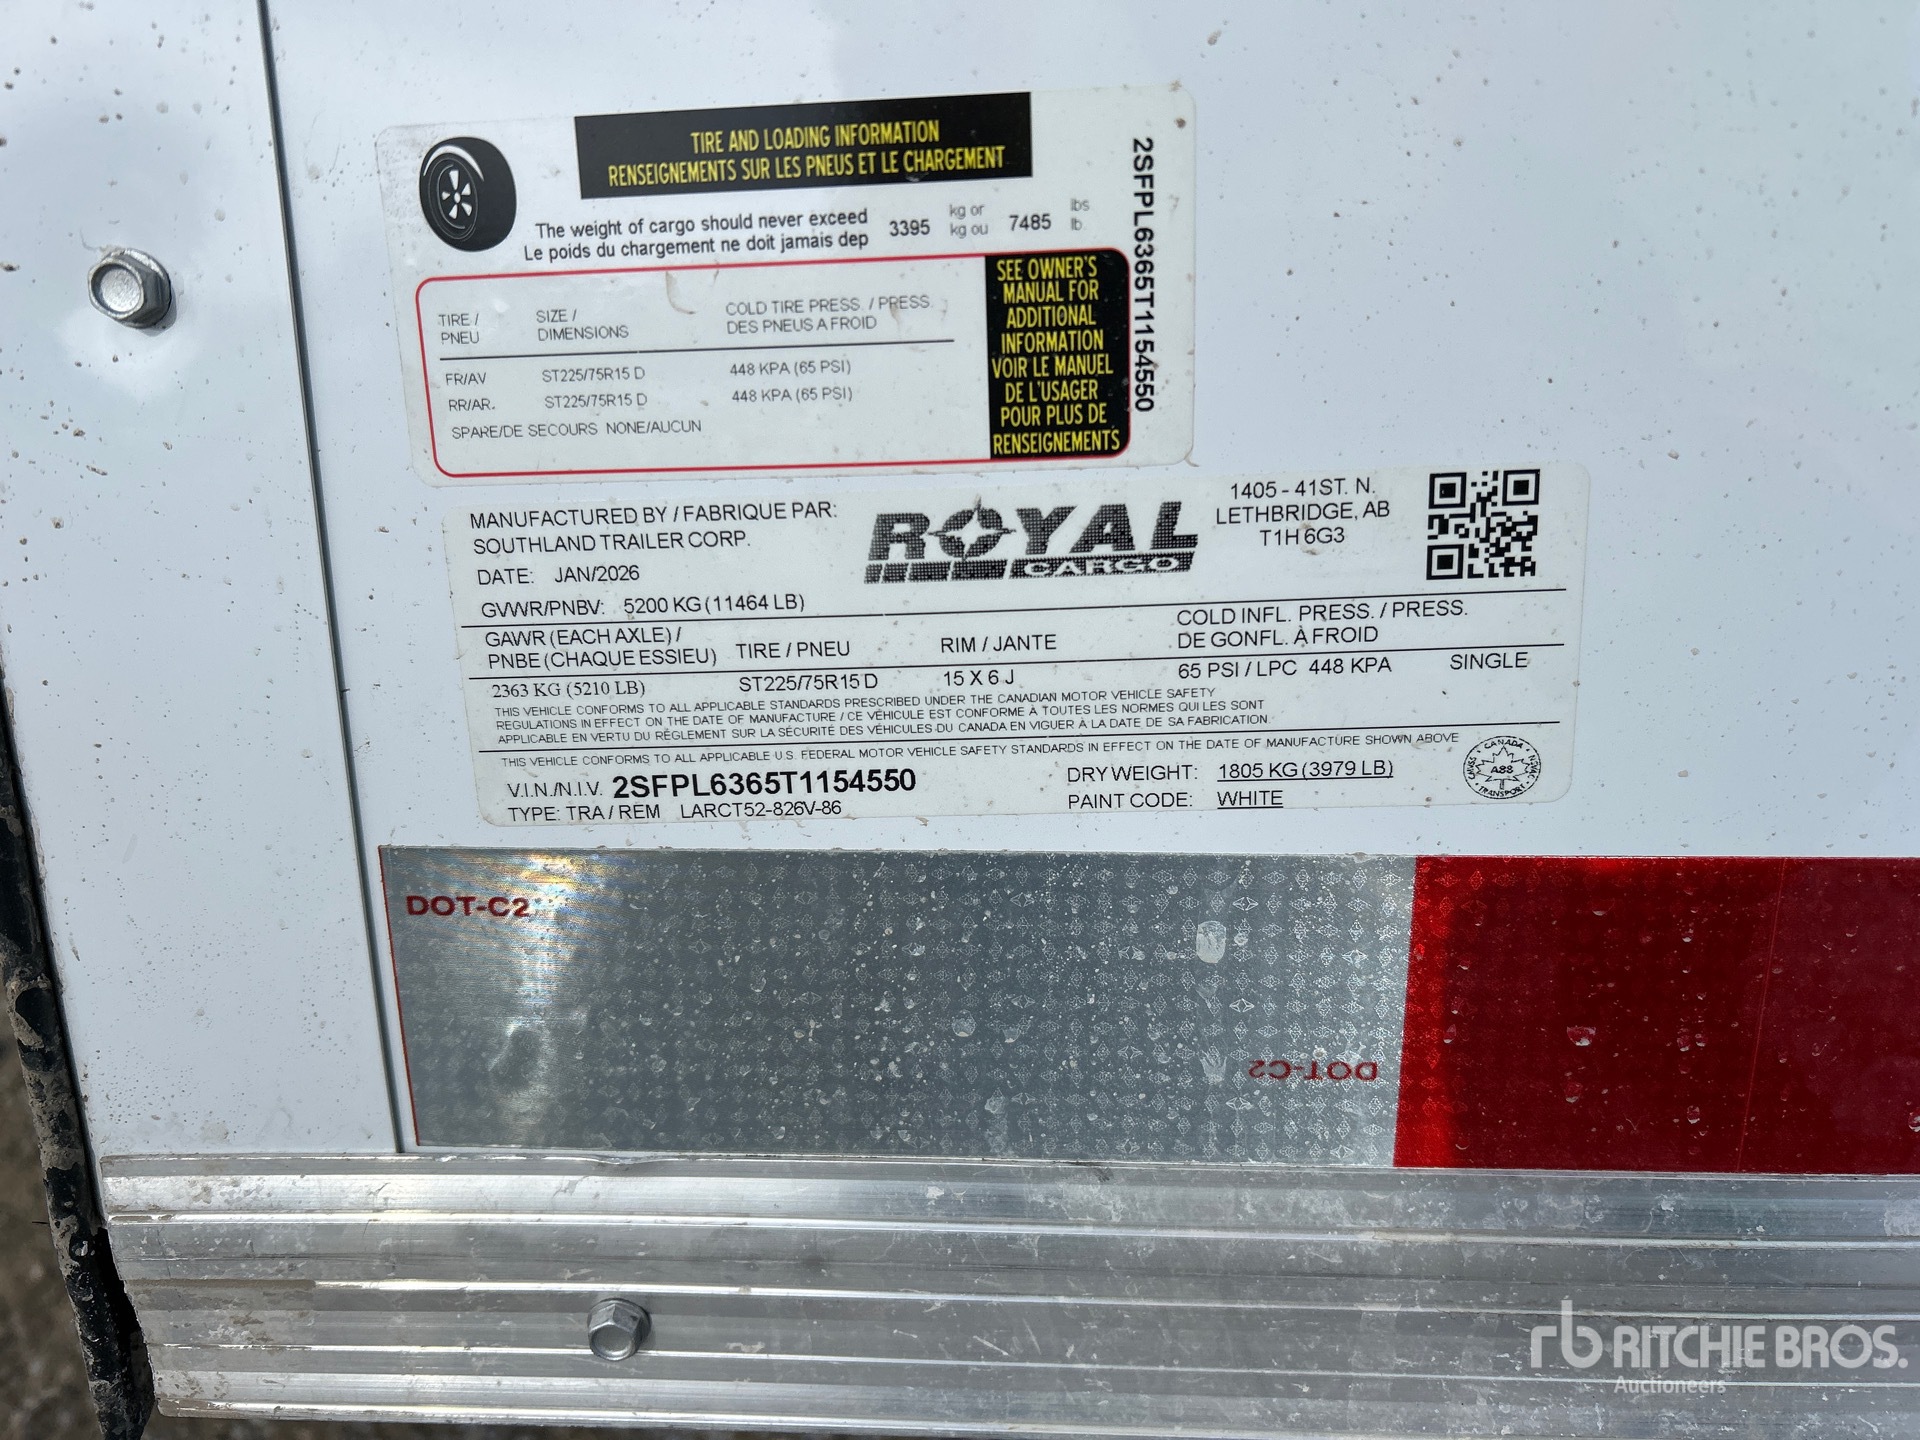 TIRE AND LOADING INFORMATION
RENSEIGNEMENTS SUR LES PNEUS ET LE CHARGEMENT
The weight of cargo should never exceed
Le poids du chargement ne doit jamais dep
3395 kg or 7485 lbs
kg ou lb
TIRE / SIZE / COLD TIRE PRESS. / PRESS.
PNEU DIMENSIONS DES PNEUS A FROID
FR/AV ST225/75R15 D 448 KPA (65 PSI)
RR/AR. ST225/75R15 D 448 KPA (65 PSI)
SPARE/DE SECOURS NONE/AUCUN
SEE OWNER'S
MANUAL FOR
ADDITIONAL
INFORMATION
VOIR LE MANUEL
DE L'USAGER
POUR PLUS DE
RENSEIGNEMENTS
2SFPL6365T1154550
MANUFACTURED BY / FABRIQUE PAR:
SOUTHLAND TRAILER CORP.
DATE: JAN/2026
ROYAL
CARGO
1405 - 41ST. N.
LETHBRIDGE, AB
T1H 6G3
GVWR/PNBV: 5200 KG (11464 LB)
GAWR (EACH AXLE) / TIRE / PNEU RIM / JANTE COLD INFL. PRESS. / PRESS.
PNBE (CHAQUE ESSIEU) DE GONFL. À FROID
2363 KG (5210 LB) ST225/75R15 D 15 X 6 J 65 PSI / LPC 448 KPA SINGLE
THIS VEHICLE CONFORMS TO ALL APPLICABLE STANDARDS PRESCRIBED UNDER THE CANADIAN MOTOR VEHICLE SAFETY
REGULATIONS IN EFFECT ON THE DATE OF MANUFACTURE / CE VÉHICULE EST CONFORME À TOUTES LES NORMES QUI LES SONT
APPLICABLE EN VERTU DU RÈGLEMENT SUR LA SÉCURITÉ DES VÉHICULES DU CANADA EN VIGUER À LA DATE DE SA FABRICATION.
THIS VEHICLE CONFORMS TO ALL APPLICABLE U.S. FEDERAL MOTOR VEHICLE SAFETY STANDARDS IN EFFECT ON THE DATE OF MANUFACTURE SHOWN ABOVE
V.I.N./N.I.V. 2SFPL6365T1154550
TYPE: TRA / REM LARCT52-826V-86
DRY WEIGHT: 1805 KG (3979 LB)
PAINT CODE: WHITE
CANADA
A88
TRANSPORT
DOT-C2
DOT-C2
rb RITCHIE BROS.
Auctioneers